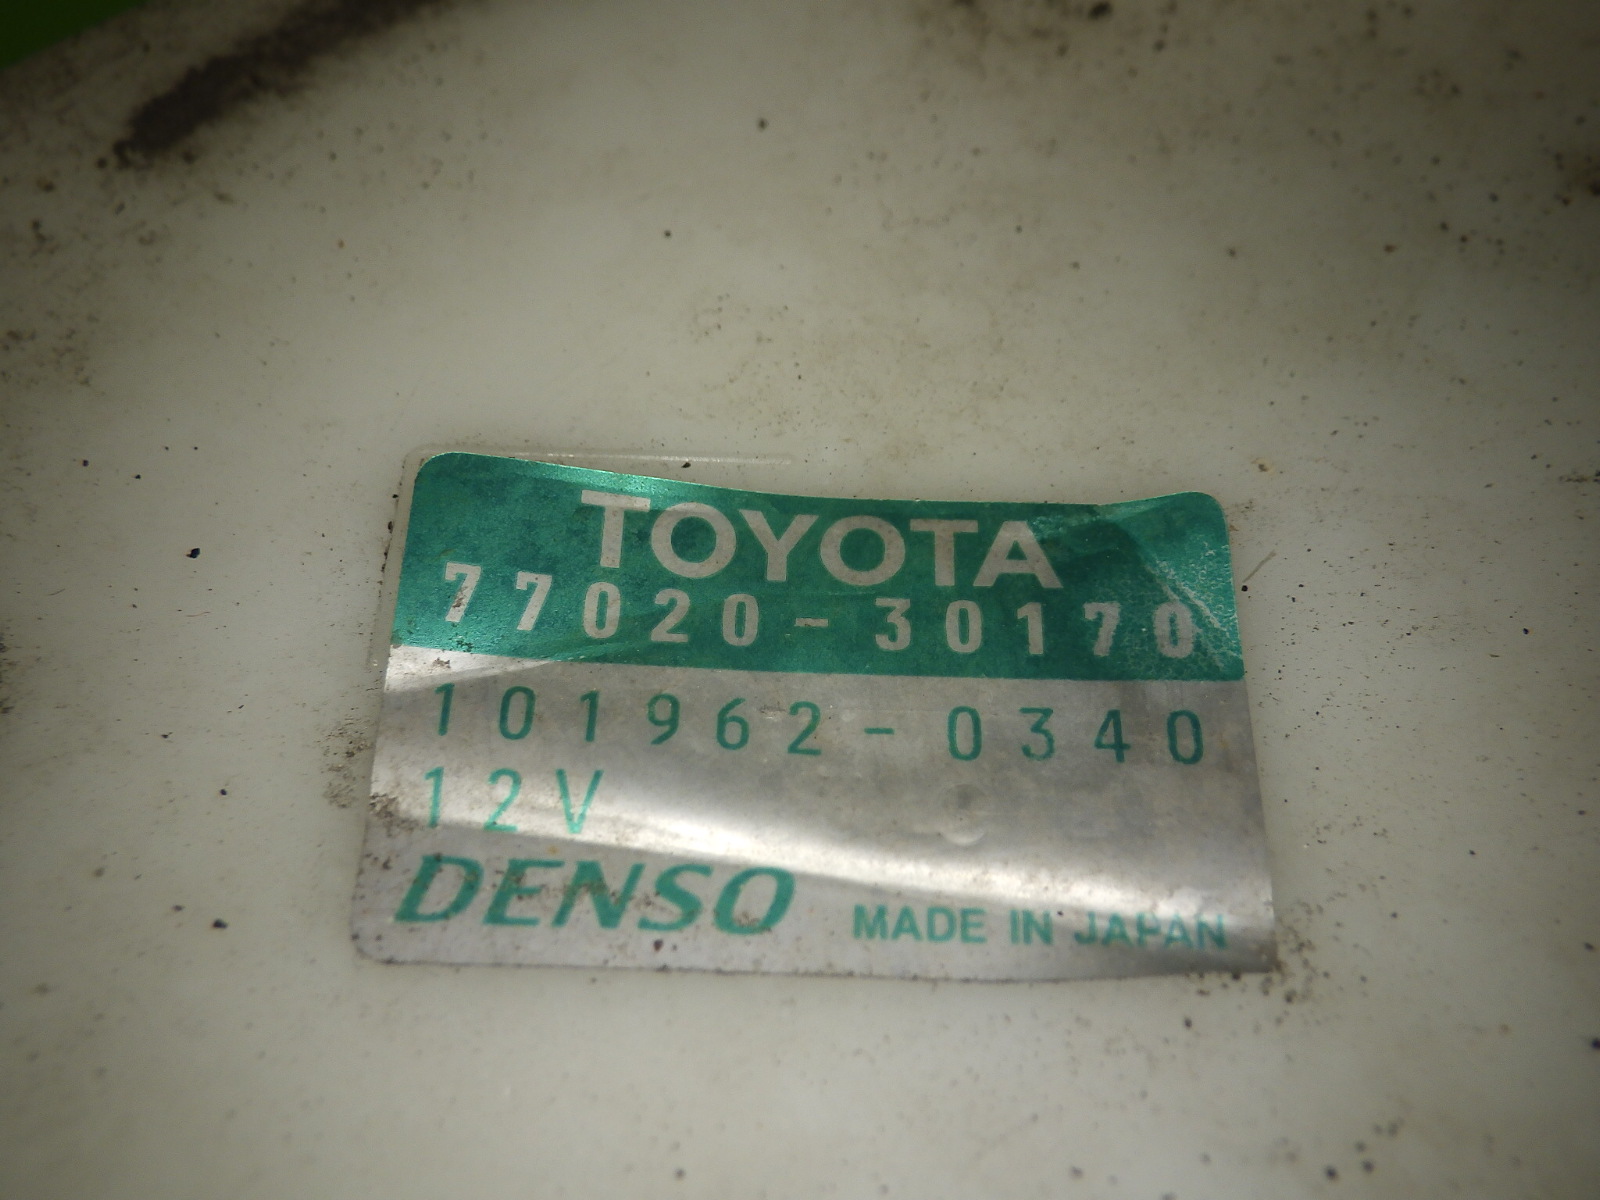 TOYOTA
77020-30170
101962-0340
12V
DENSO MADE IN JAPAN